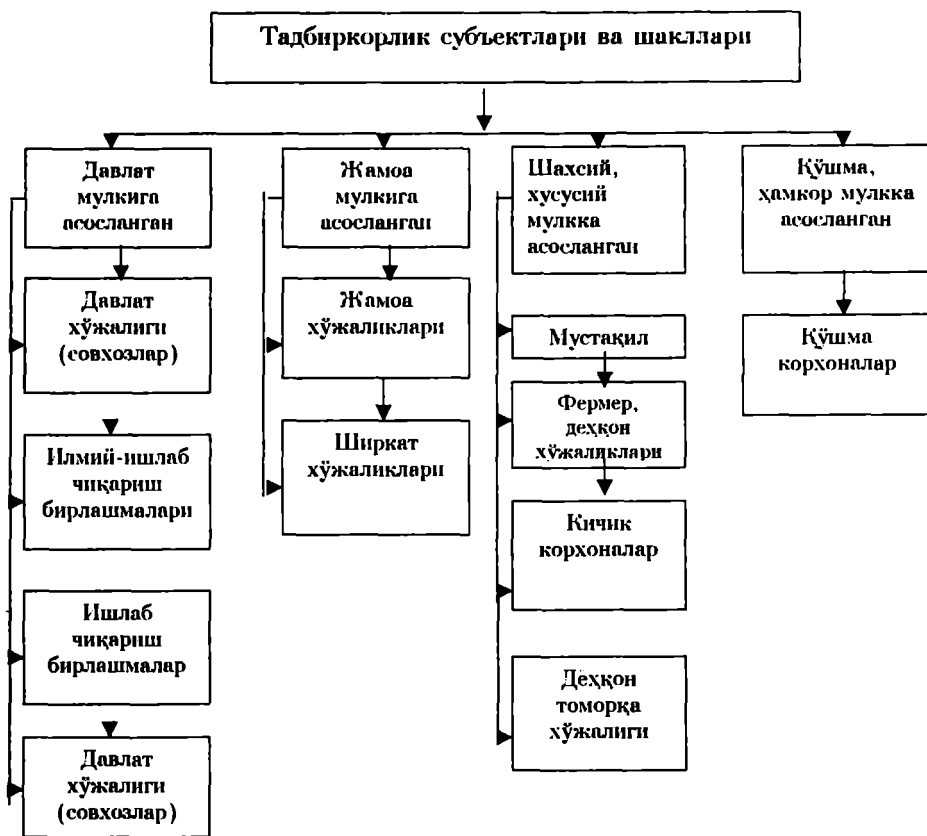 Тадбиркорлик субъектлари ва шакллари
Давлат
мулкига
асосланган
Давлат
хўжалиги
(совхозлар)
Илмий-ишлаб
чиқариш
бирлашмалари
Ишлаб
чиқариш
бирлашмалар
Давлат
хўжалиги
(совхозлар)
Жамоа
мулкига
асосланган
Жамоа
хўжаликлари
Ширкат
хўжаликлари
Шахсий,
хусусий
мулкка
асосланган
Мустақил
Фермер,
деҳқон
хўжаликлари
Кичик
корхоналар
Деҳқон
томорқа
хўжалиги
Қўшма,
ҳамкор мулкка
асосланган
Қўшма
корхоналар